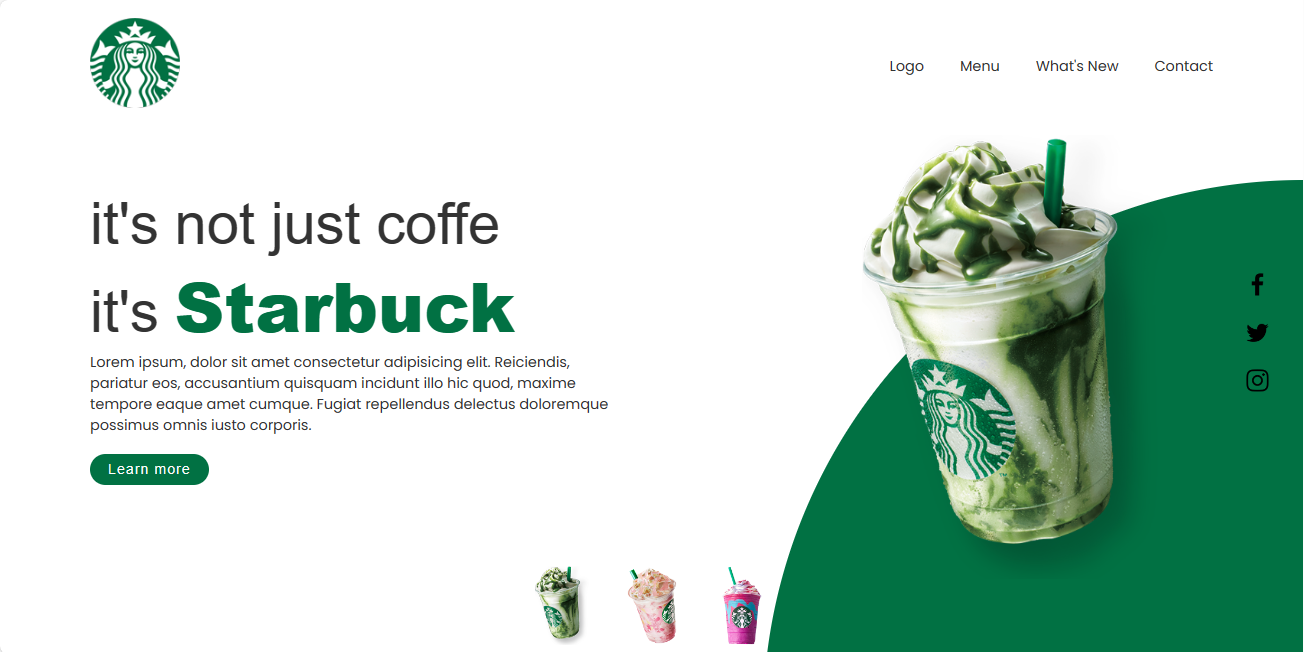 Logo
Menu
What's New
Contact
it's not just coffe
it's Starbuck
Lorem ipsum, dolor sit amet consectetur adipisicing elit. Reiciendis,
pariatur eos, accusantium quisquam incidunt illo hic quod, maxime
tempore eaque amet cumque. Fugiat repellendus delectus doloremque
possimus omnis iusto corporis.
Learn more